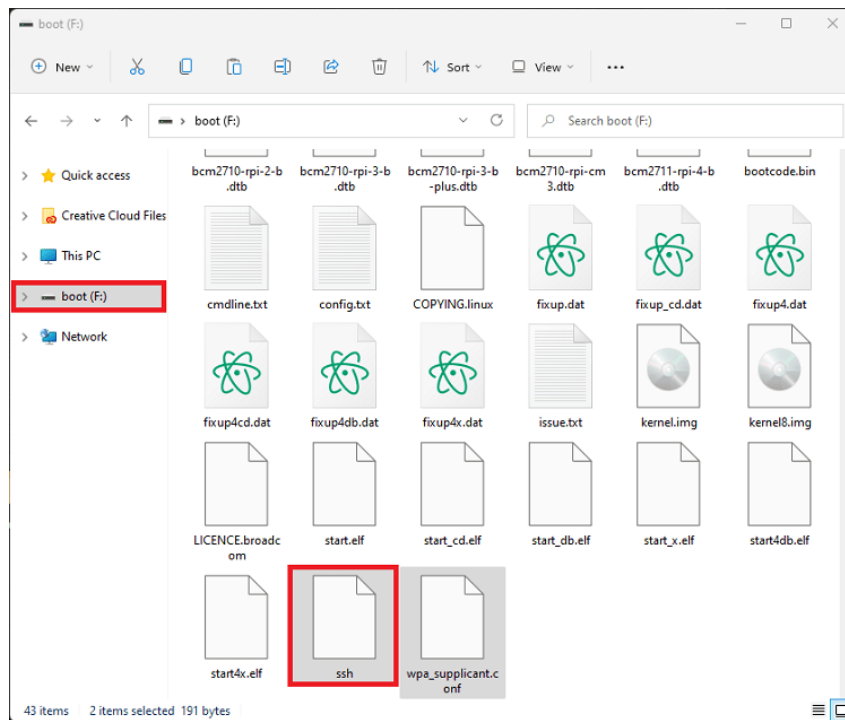 boot (F:)
New
Sort
View
boot (F:)
Search boot (F:)
Quick access
Creative Cloud Files
This PC
boot (F:)
Network
bcm2710-rpi-2-b
.dtb
bcm2710-rpi-3-b
.dtb
bcm2710-rpi-3-b
-plus.dtb
bcm2710-rpi-cm
3.dtb
bcm2711-rpi-4-b
.dtb
bootcode.bin
cmdline.txt
config.txt
COPYING.linux
fixup.dat
fixup_cd.dat
fixup4.dat
fixup4cd.dat
fixup4db.dat
fixup4x.dat
issue.txt
kernel.img
kernel8.img
LICENCE.broadc
om
start.elf
start_cd.elf
start_db.elf
start_x.elf
start4db.elf
start4x.elf
ssh
wpa_supplicant.c
onf
43 items 2 items selected 191 bytes